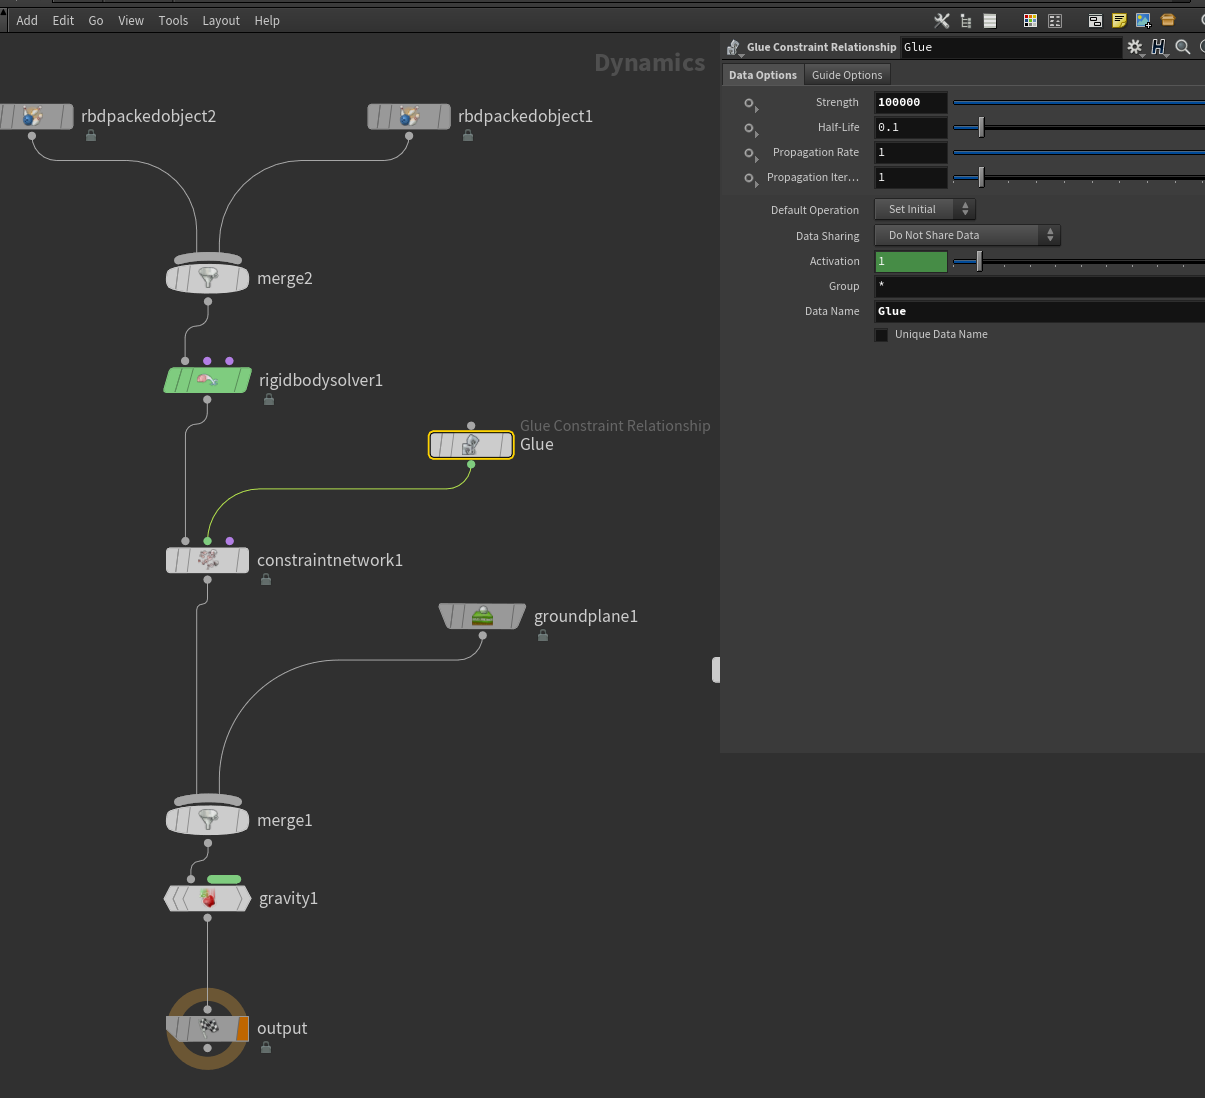 Add Edit Go View Tools Layout Help
Dynamics
rbdpackedobject2
rbdpackedobject1
merge2
rigidbodysolver1
Glue Constraint Relationship
Glue
constraintnetwork1
groundplane1
merge1
gravity1
output
Glue Constraint Relationship Glue
Data Options Guide Options
Strength 100000
Half-Life 0.1
Propagation Rate 1
Propagation Iter... 1
Default Operation Set Initial
Data Sharing Do Not Share Data
Activation 1
Group *
Data Name Glue
Unique Data Name